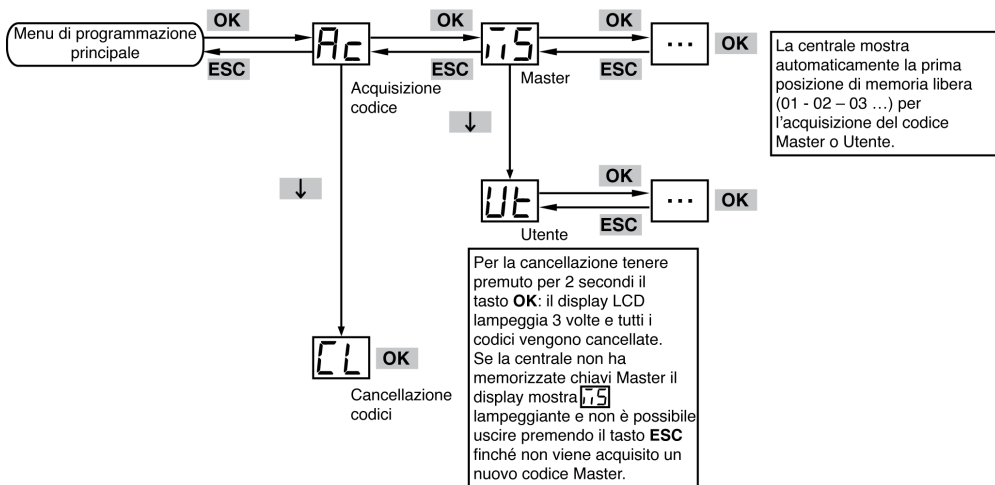 Menu di programmazione
principale
OK
ESC
Ac
Acquisizione
codice
OK
ESC
MS
Master
OK
ESC
...
OK
La centrale mostra
automaticamente la prima
posizione di memoria libera
(01 - 02 – 03 ...) per
l'acquisizione del codice
Master o Utente.
↓
↓
Ut
Utente
OK
ESC
...
OK
CL
OK
Cancellazione
codici
Per la cancellazione tenere
premuto per 2 secondi il
tasto OK: il display LCD
lampeggia 3 volte e tutti i
codici vengono cancellate.
Se la centrale non ha
memorizzate chiavi Master il
display mostra MS
lampeggiante e non è possibile
uscire premendo il tasto ESC
finché non viene acquisito un
nuovo codice Master.